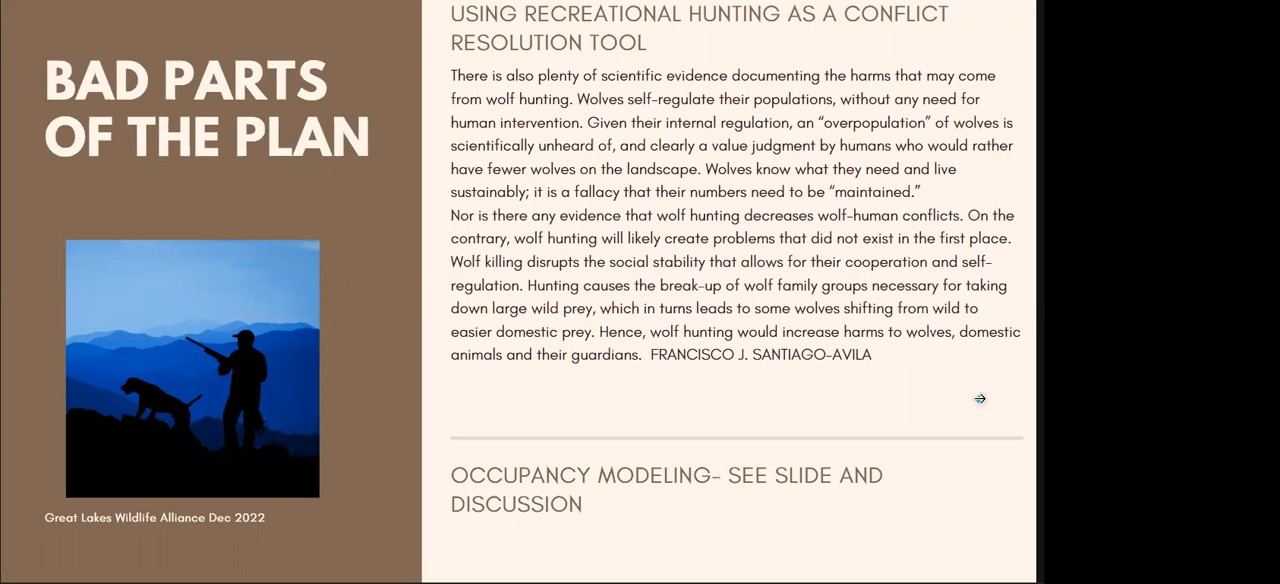 BAD PARTS
OF THE PLAN
Great Lakes Wildlife Alliance Dec 2022
USING RECREATIONAL HUNTING AS A CONFLICT
RESOLUTION TOOL
There is also plenty of scientific evidence documenting the harms that may come
from wolf hunting. Wolves self-regulate their populations, without any need for
human intervention. Given their internal regulation, an “overpopulation” of wolves is
scientifically unheard of, and clearly a value judgment by humans who would rather
have fewer wolves on the landscape. Wolves know what they need and live
sustainably; it is a fallacy that their numbers need to be “maintained.”
Nor is there any evidence that wolf hunting decreases wolf-human conflicts. On the
contrary, wolf hunting will likely create problems that did not exist in the first place.
Wolf killing disrupts the social stability that allows for their cooperation and self-
regulation. Hunting causes the break-up of wolf family groups necessary for taking
down large wild prey, which in turns leads to some wolves shifting from wild to
easier domestic prey. Hence, wolf hunting would increase harms to wolves, domestic
animals and their guardians. FRANCISCO J. SANTIAGO-AVILA
OCCUPANCY MODELING- SEE SLIDE AND
DISCUSSION